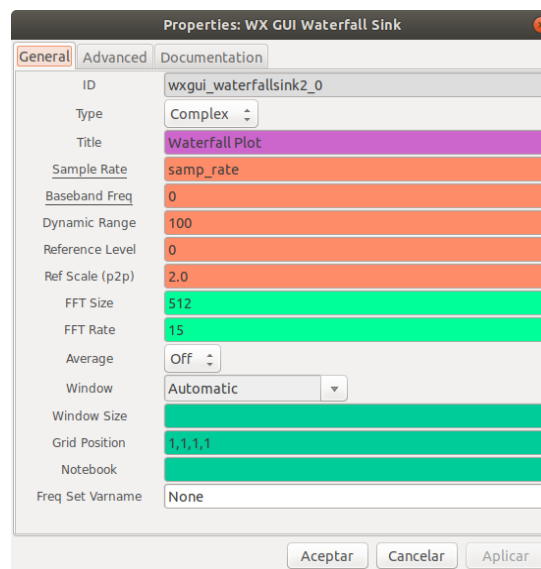 Properties: WX GUI Waterfall Sink
General Advanced Documentation
ID wxgui_waterfallsink2_0
Type Complex
Title Waterfall Plot
Sample Rate samp_rate
Baseband Freq 0
Dynamic Range 100
Reference Level 0
Ref Scale (p2p) 2.0
FFT Size 512
FFT Rate 15
Average Off
Window Automatic
Window Size
Grid Position 1,1,1,1
Notebook
Freq Set Varname None
Aceptar Cancelar Aplicar